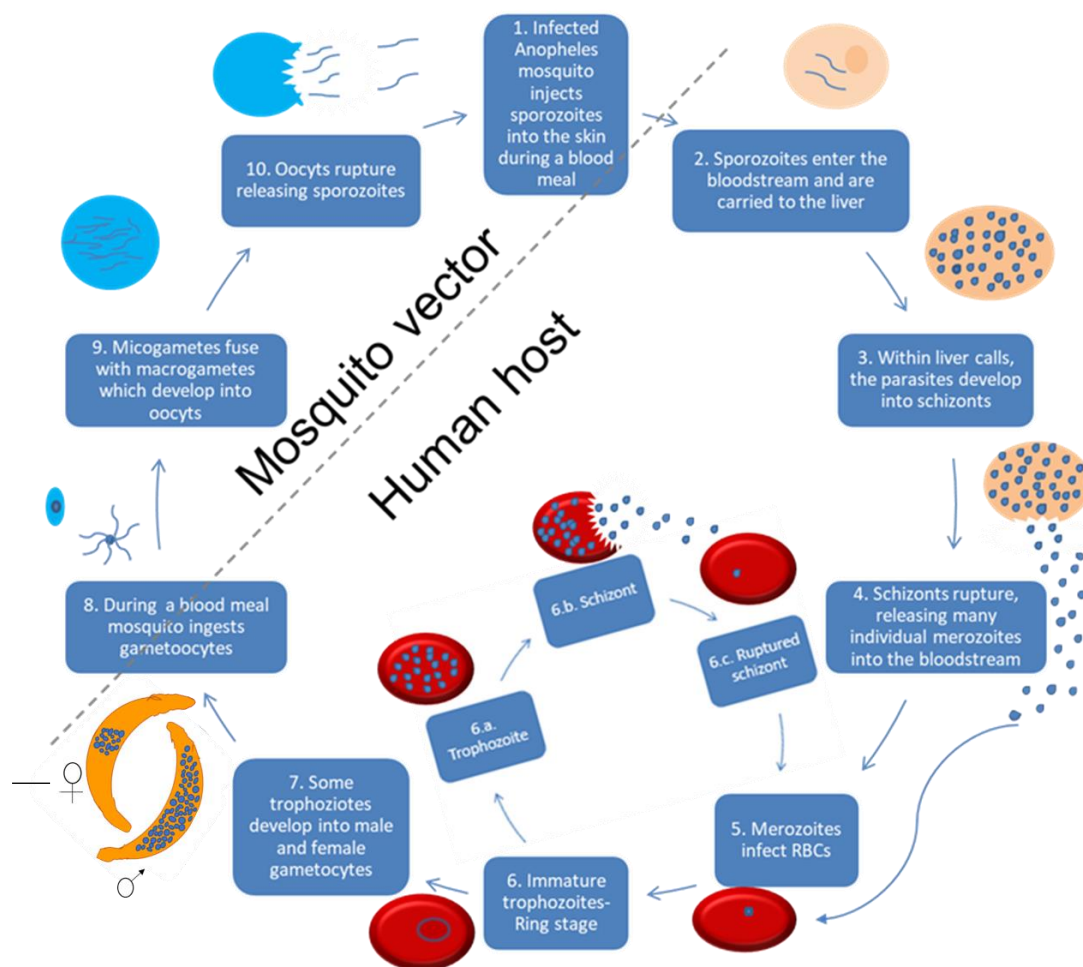 1. Infected
Anopheles
mosquito
injects
sporozoites
into the skin
during a blood
meal
2. Sporozoites enter the
bloodstream and are
carried to the liver
3. Within liver calls,
the parasites develop
into schizonts
4. Schizonts rupture,
releasing many
individual merozoites
into the bloodstream
5. Merozoites
infect RBCs
6. Immature
trophozoites-
Ring stage
6.a.
Trophozoite
6.b. Schizont
6.c. Ruptured
schizont
7. Some
trophoziotes
develop into male
and female
gametocytes
8. During a blood meal
mosquito ingests
gametoocytes
9. Micogametes fuse
with macrogametes
which develop into
oocyts
10. Oocyts rupture
releasing sporozoites
Mosquito vector
Human host
♀
♂